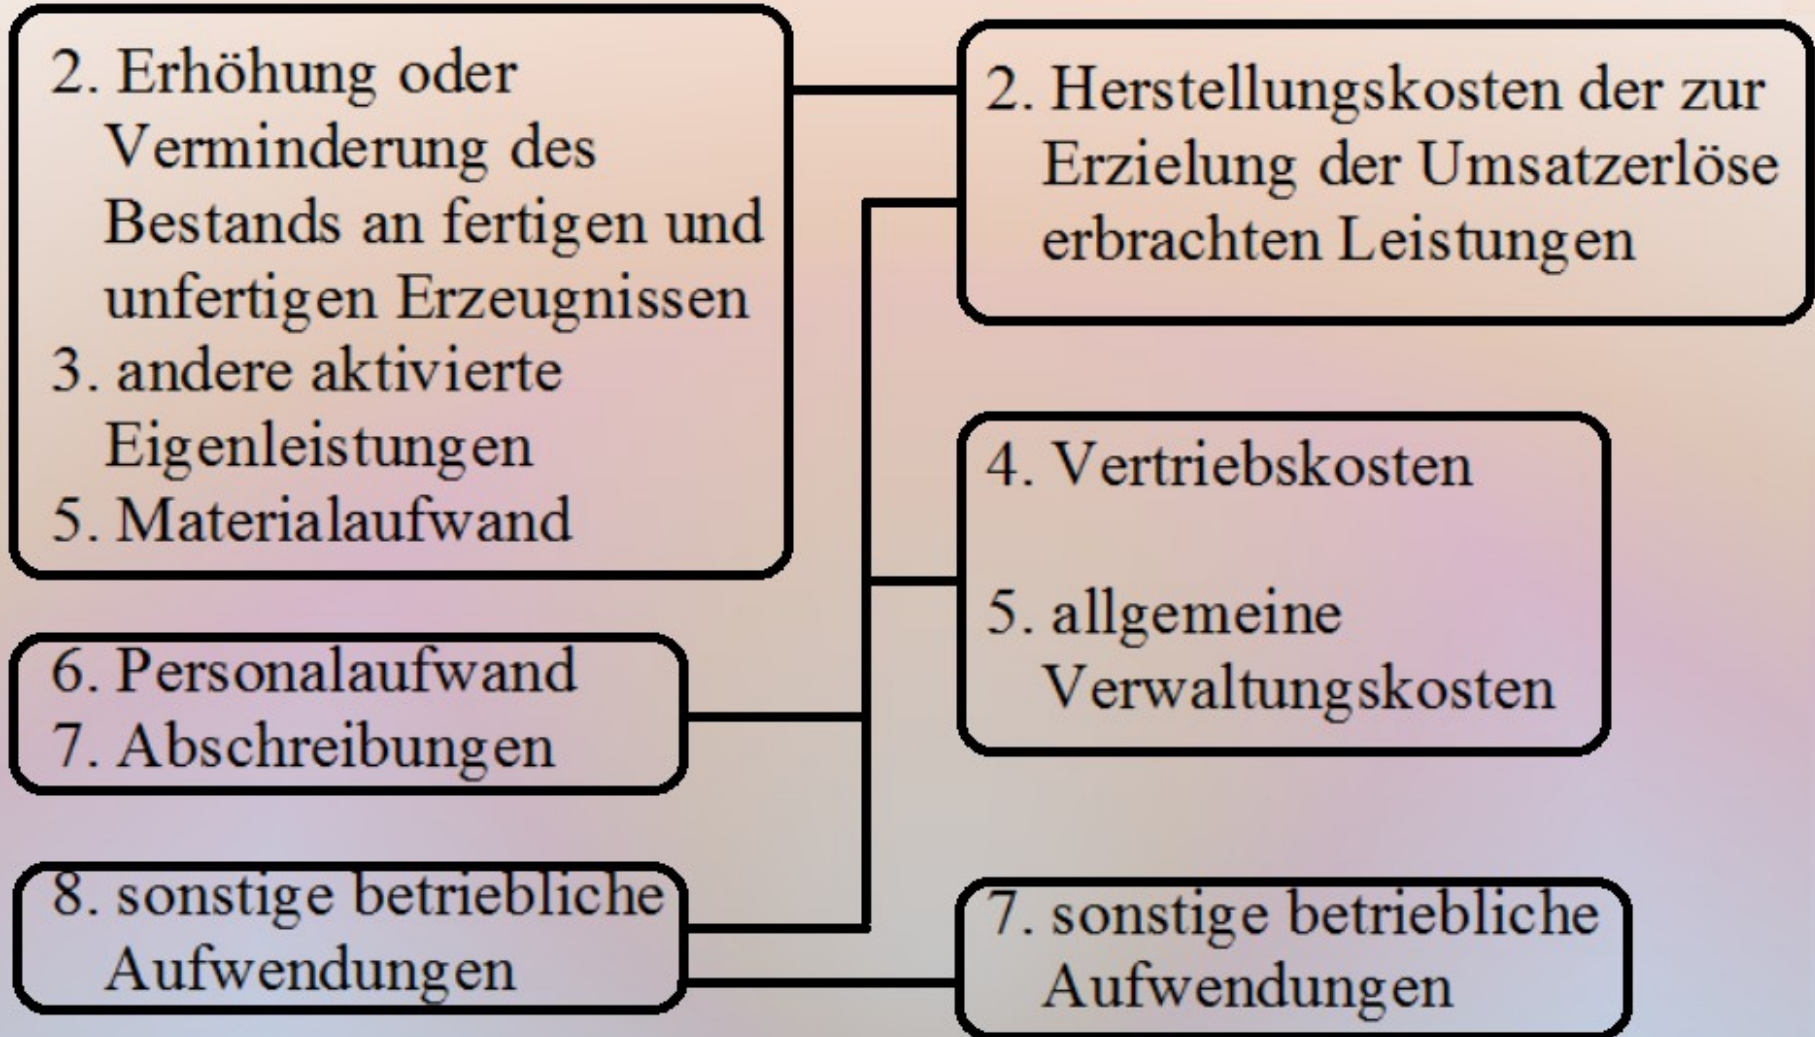 2. Erhöhung oder
Verminderung des
Bestands an fertigen und
unfertigen Erzeugnissen
3. andere aktivierte
Eigenleistungen
5. Materialaufwand
6. Personalaufwand
7. Abschreibungen
8. sonstige betriebliche
Aufwendungen
2. Herstellungskosten der zur
Erzielung der Umsatzerlöse
erbrachten Leistungen
4. Vertriebskosten
5. allgemeine
Verwaltungskosten
7. sonstige betriebliche
Aufwendungen